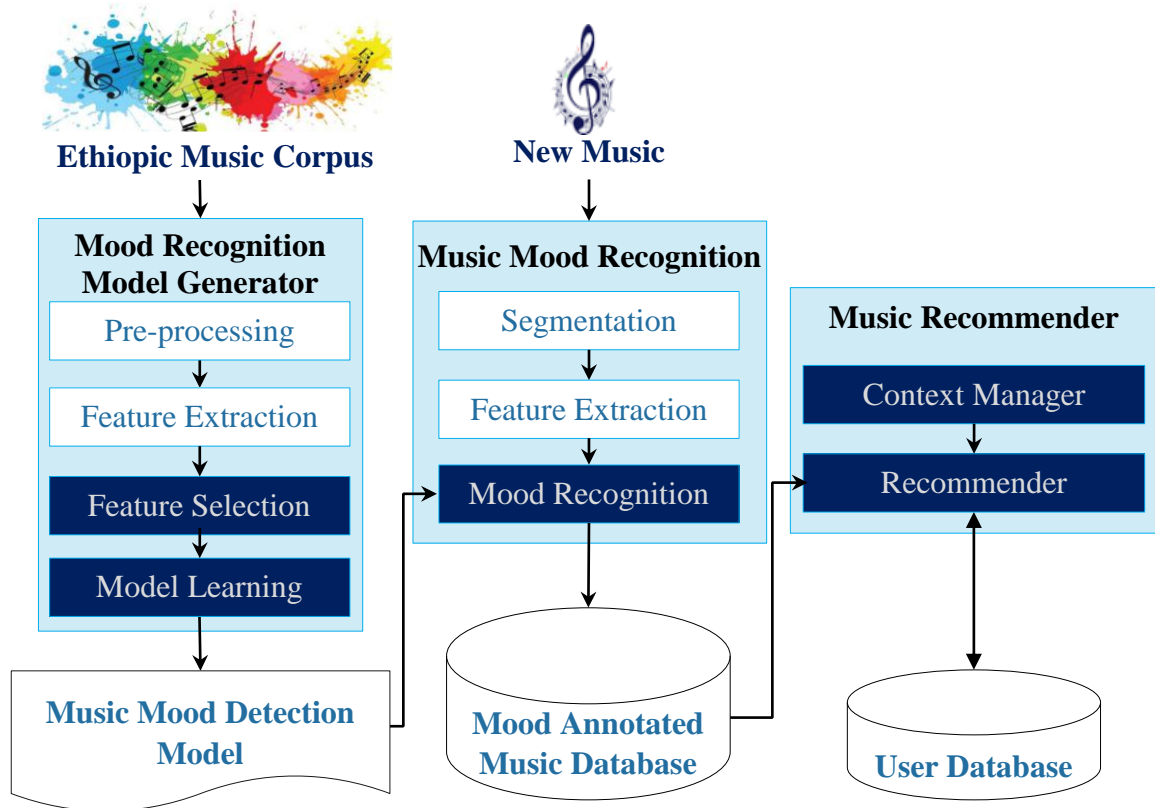 Ethiopic Music Corpus
New Music
Mood Recognition
Model Generator
Pre-processing
Feature Extraction
Feature Selection
Model Learning
Music Mood Detection
Model
Music Mood Recognition
Segmentation
Feature Extraction
Mood Recognition
Mood Annotated
Music Database
Music Recommender
Context Manager
Recommender
User Database